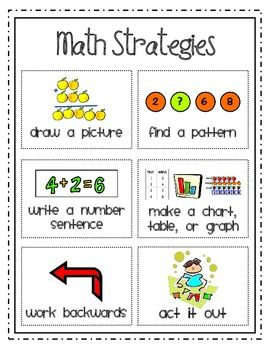 Math Strategies
draw a picture
2 ? 6 8
find a pattern
4+2=6
write a number
sentence
make a chart,
table, or graph
work backwards
act it out